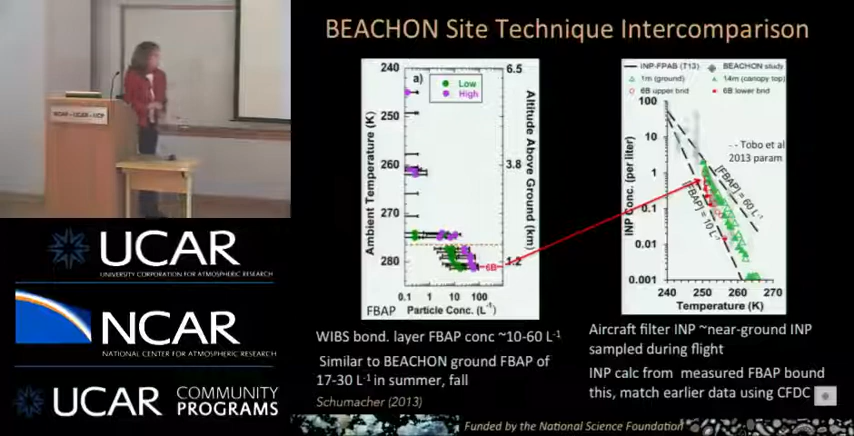 BEACHON Site Technique Intercomparison
NCAR - UCAR - UCP
UCAR
UNIVERSITY CORPORATION FOR ATMOSPHERIC RESEARCH
NCAR
NATIONAL CENTER FOR ATMOSPHERIC RESEARCH
UCAR COMMUNITY PROGRAMS
a)
Low
High
240
250
260
270
280
Ambient Temperature (K)
6.5
3.8
1.2
Altitude Above Ground (km)
6B
0.1 1 10 100
FBAP Particle Conc. (L⁻¹)
INP-FPAB (T13) BEACHON study
1m (ground) 14m (canopy top)
6B upper bnd 6B lower bnd
100
10
1
0.1
0.01
0.001
INP Conc. (per liter)
-- Tobo et al
2013 param
[FBAP] = 60 L⁻¹
[FBAP] = 10 L⁻¹
240 250 260 270
Temperature (K)
WIBS bond. layer FBAP conc ~10-60 L⁻¹
Similar to BEACHON ground FBAP of
17-30 L⁻¹ in summer, fall
Schumacher (2013)
Aircraft filter INP ~near-ground INP
sampled during flight
INP calc from measured FBAP bound
this, match earlier data using CFDC
Funded by the National Science Foundation